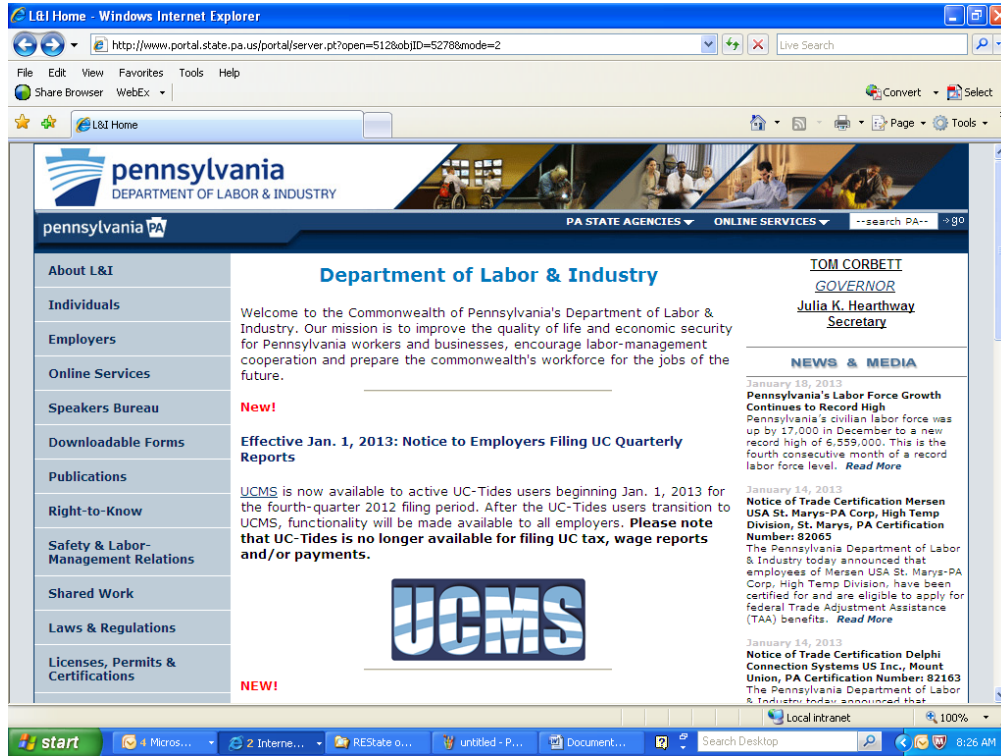 L&I Home - Windows Internet Explorer
http://www.portal.state.pa.us/portal/server.pt?open=512&objID=5278&mode=2
Live Search
File Edit View Favorites Tools Help
Share Browser WebEx
Convert Select
L&I Home
Page Tools
pennsylvania
DEPARTMENT OF LABOR & INDUSTRY
pennsylvania PA
PA STATE AGENCIES ONLINE SERVICES --search PA-- go
About L&I
Individuals
Employers
Online Services
Speakers Bureau
Downloadable Forms
Publications
Right-to-Know
Safety & Labor-
Management Relations
Shared Work
Laws & Regulations
Licenses, Permits &
Certifications
Department of Labor & Industry
Welcome to the Commonwealth of Pennsylvania's Department of Labor &
Industry. Our mission is to improve the quality of life and economic security
for Pennsylvania workers and businesses, encourage labor-management
cooperation and prepare the commonwealth's workforce for the jobs of the
future.
New!
Effective Jan. 1, 2013: Notice to Employers Filing UC Quarterly
Reports
UCMS is now available to active UC-Tides users beginning Jan. 1, 2013 for
the fourth-quarter 2012 filing period. After the UC-Tides users transition to
UCMS, functionality will be made available to all employers. Please note
that UC-Tides is no longer available for filing UC tax, wage reports
and/or payments.
UCMS
NEW!
TOM CORBETT
GOVERNOR
Julia K. Hearthway
Secretary
NEWS & MEDIA
January 18, 2013
Pennsylvania's Labor Force Growth
Continues to Record High
Pennsylvania's civilian labor force was
up by 17,000 in December to a new
record high of 6,559,000. This is the
fourth consecutive month of a record
labor force level. Read More
January 14, 2013
Notice of Trade Certification Mersen
USA St. Marys-PA Corp, High Temp
Division, St. Marys, PA Certification
Number: 82065
The Pennsylvania Department of Labor
& Industry today announced that
employees of Mersen USA St. Marys-PA
Corp, High Temp Division, have been
certified for and are eligible to apply for
federal Trade Adjustment Assistance
(TAA) benefits. Read More
January 14, 2013
Notice of Trade Certification Delphi
Connection Systems US Inc., Mount
Union, PA Certification Number: 82163
The Pennsylvania Department of Labor
& Industry today announced that
Local intranet 100%
start 4 Micros... 2 Interne... REState o... untitled - P... Document... Search Desktop 8:26 AM